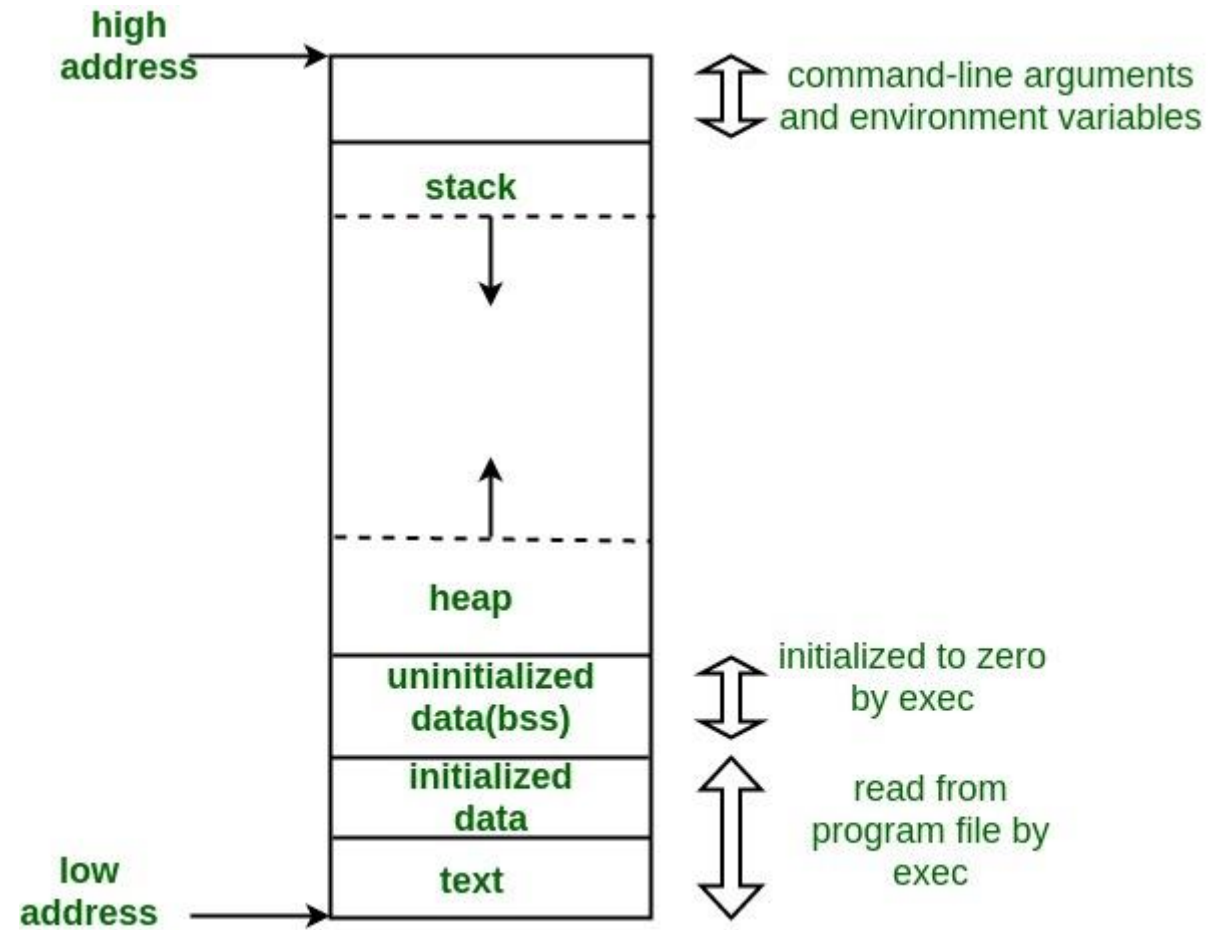 high
address
command-line arguments
and environment variables
stack
heap
uninitialized
data(bss)
initialized to zero
by exec
initialized
data
read from
program file by
exec
text
low
address